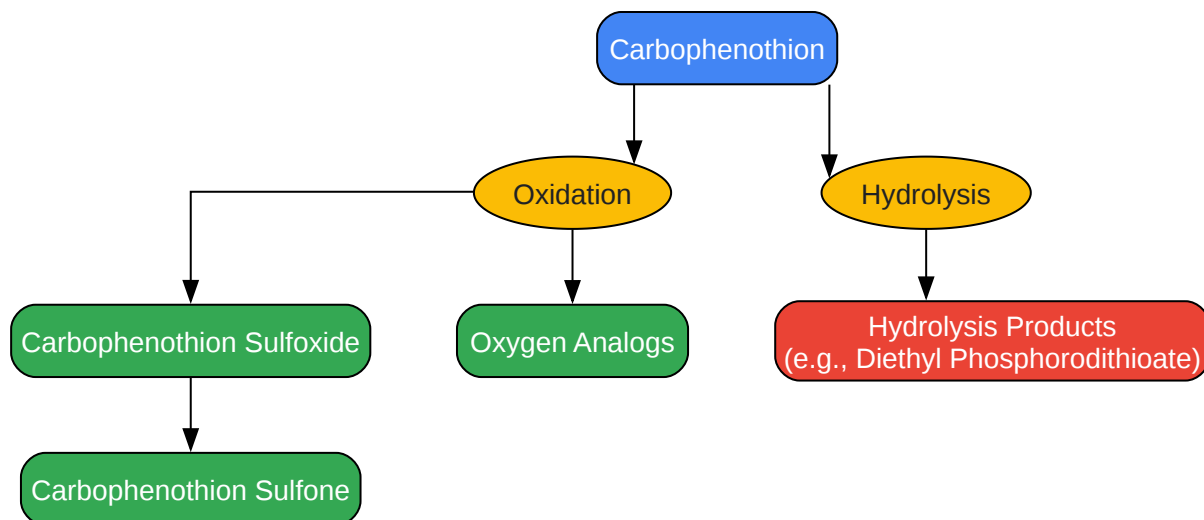 Carbophenothion
Oxidation
Hydrolysis
Carbophenothion Sulfoxide
Oxygen Analogs
Hydrolysis Products
(e.g., Diethyl Phosphorodithioate)
Carbophenothion Sulfone